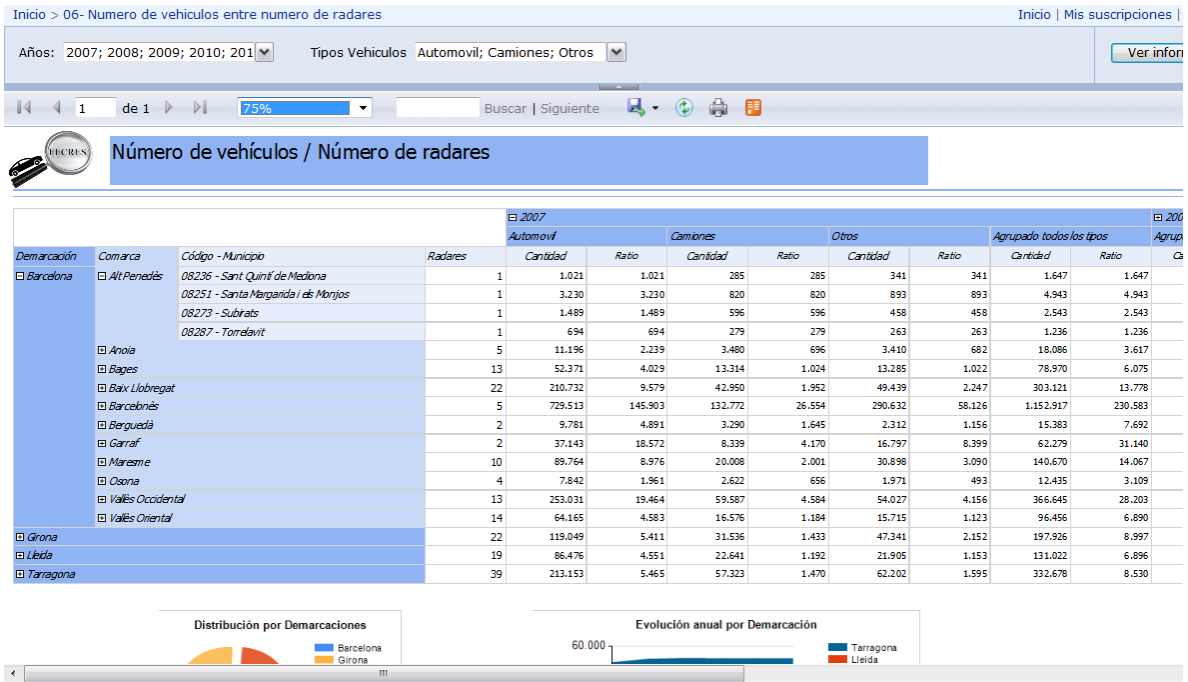 Inicio > 06- Numero de vehiculos entre numero de radares Inicio | Mis suscripciones |
Años: 2007; 2008; 2009; 2010; 201 Tipos Vehiculos Automovil; Camiones; Otros Ver infor
1 de 1 75% Buscar | Siguiente
FECRES Número de vehículos / Número de radares
2007 200
Automovil Camiones Otros Agrupado todos los tipos Agrup
Demarcación Comarca Código - Municipio Radares Cantidad Ratio Cantidad Ratio Cantidad Ratio Cantidad Ratio Ca
Barcelona Alt Penedès 08236 - Sant Quintí de Mediona 1 1.021 1.021 285 285 341 341 1.647 1.647
08251 - Santa Margarida i els Monjos 1 3.230 3.230 820 820 893 893 4.943 4.943
08273 - Subirats 1 1.489 1.489 596 596 458 458 2.543 2.543
08287 - Torrelavit 1 694 694 279 279 263 263 1.236 1.236
Anoia 5 11.196 2.239 3.480 696 3.410 682 18.086 3.617
Bages 13 52.371 4.029 13.314 1.024 13.285 1.022 78.970 6.075
Baix Llobregat 22 210.732 9.579 42.950 1.952 49.439 2.247 303.121 13.778
Barcelonès 5 729.513 145.903 132.772 26.554 290.632 58.126 1.152.917 230.583
Berguedà 2 9.781 4.891 3.290 1.645 2.312 1.156 15.383 7.692
Garraf 2 37.143 18.572 8.339 4.170 16.797 8.399 62.279 31.140
Maresme 10 89.764 8.976 20.008 2.001 30.898 3.090 140.670 14.067
Osona 4 7.842 1.961 2.622 656 1.971 493 12.435 3.109
Vallès Occidental 13 253.031 19.464 59.587 4.584 54.027 4.156 366.645 28.203
Vallès Oriental 14 64.165 4.583 16.576 1.184 15.715 1.123 96.456 6.890
Girona 22 119.049 5.411 31.536 1.433 47.341 2.152 197.926 8.997
Lleida 19 86.476 4.551 22.641 1.192 21.905 1.153 131.022 6.896
Tarragona 39 213.153 5.465 57.323 1.470 62.202 1.595 332.678 8.530
Distribución por Demarcaciones Evolución anual por Demarcación
Barcelona 60.000 Tarragona
Girona Lleida